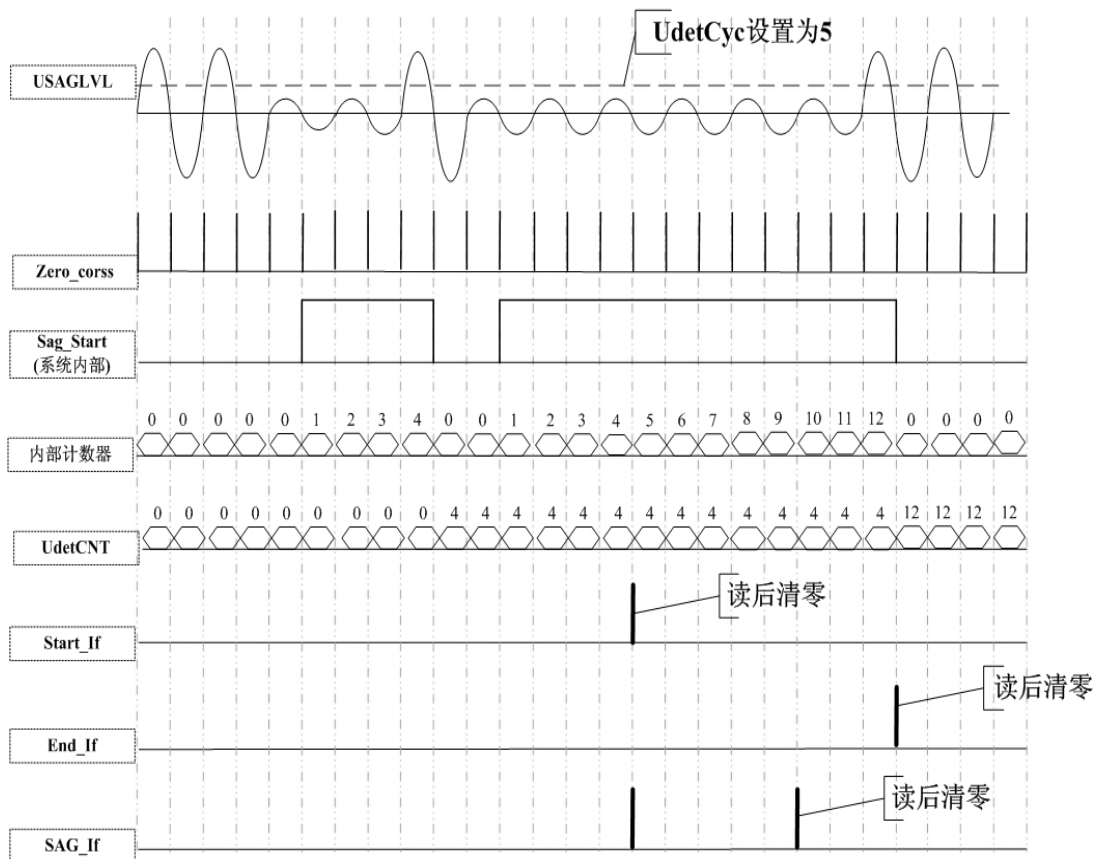 UdetCyc设置为5
USAGLVL
Zero_corss
Sag_Start
(系统内部)
0 0 0 0 0 1 2 3 4 0 0 1 2 3 4 5 6 7 8 9 10 11 12 0 0 0 0
内部计数器
0 0 0 0 0 0 0 0 0 4 4 4 4 4 4 4 4 4 4 4 4 4 4 12 12 12 12
UdetCNT
读后清零
Start_If
读后清零
End_If
读后清零
SAG_If